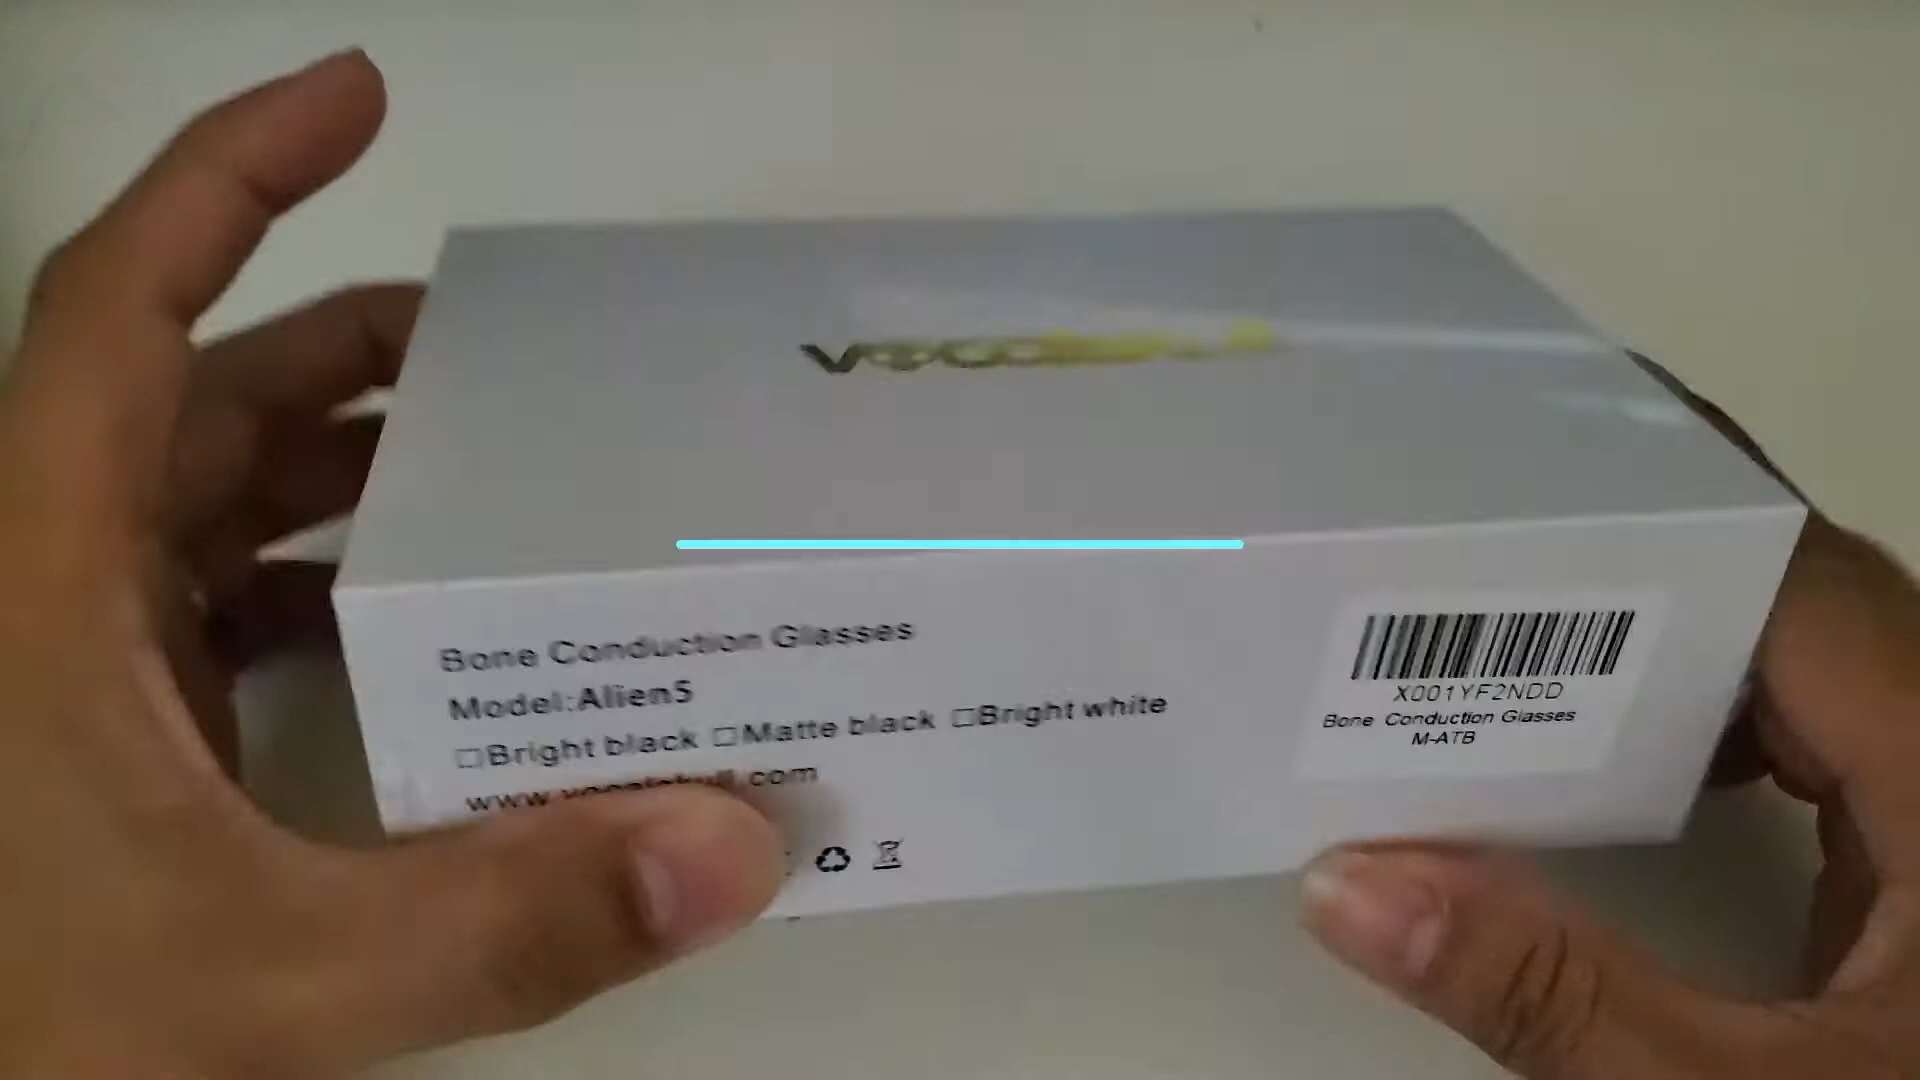 Bone Conduction Glasses
Model:Alien5
□Bright black □Matte black □Bright white
X001YF2NDD
Bone Conduction Glasses
M-ATB